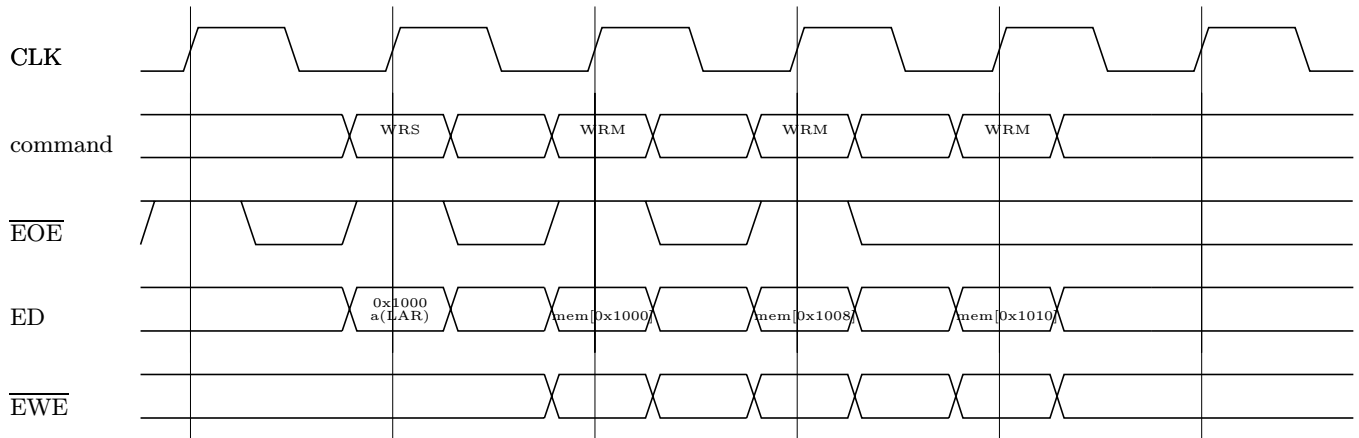 CLK
command
WRS
WRM
WRM
WRM
EOE
ED
0x1000
a(LAR)
mem[0x1000]
mem[0x1008]
mem[0x1010]
EWE